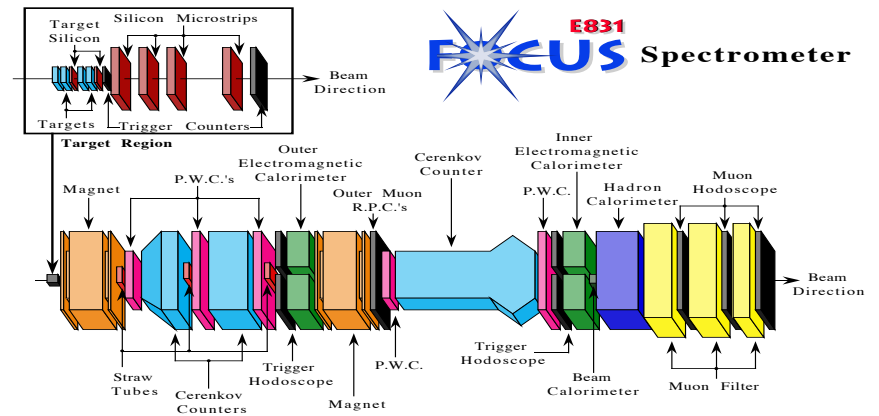 E831
FOCUS Spectrometer
Silicon Microstrips
Target
Silicon
Beam
Direction
Targets
Trigger Counters
Target Region
Magnet
P.W.C.'s
Outer
Electromagnetic
Calorimeter
Outer Muon
R.P.C.'s
Cerenkov
Counter
P.W.C.
Inner
Electromagnetic
Calorimeter
Hadron
Calorimeter
Muon
Hodoscope
Beam
Direction
Straw
Tubes
Cerenkov
Counters
Trigger
Hodoscope
Magnet
P.W.C.
Trigger
Hodoscope
Beam
Calorimeter
Muon Filter